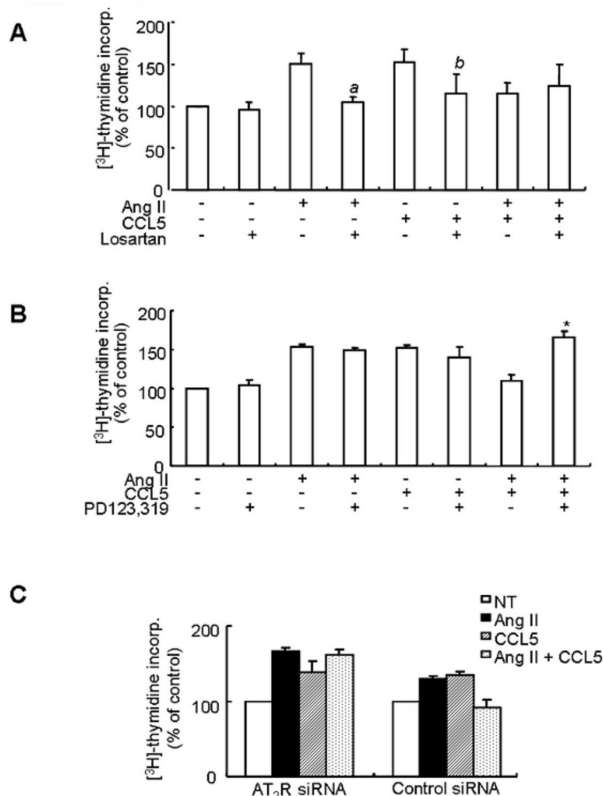 A
[³H]-thymidine incorp.
(% of control)
200
150
100
50
0
a
b
Ang II - - + + - - + +
CCL5 - - - - + + + +
Losartan - + - + - + - +
B
[³H]-thymidine incorp.
(% of control)
200
150
100
50
0
*
Ang II - - + + - - + +
CCL5 - - - - + + + +
PD123,319 - + - + - + - +
C
[³H]-thymidine incorp.
(% of control)
200
100
0
NT
Ang II
CCL5
Ang II + CCL5
AT₂R siRNA
Control siRNA